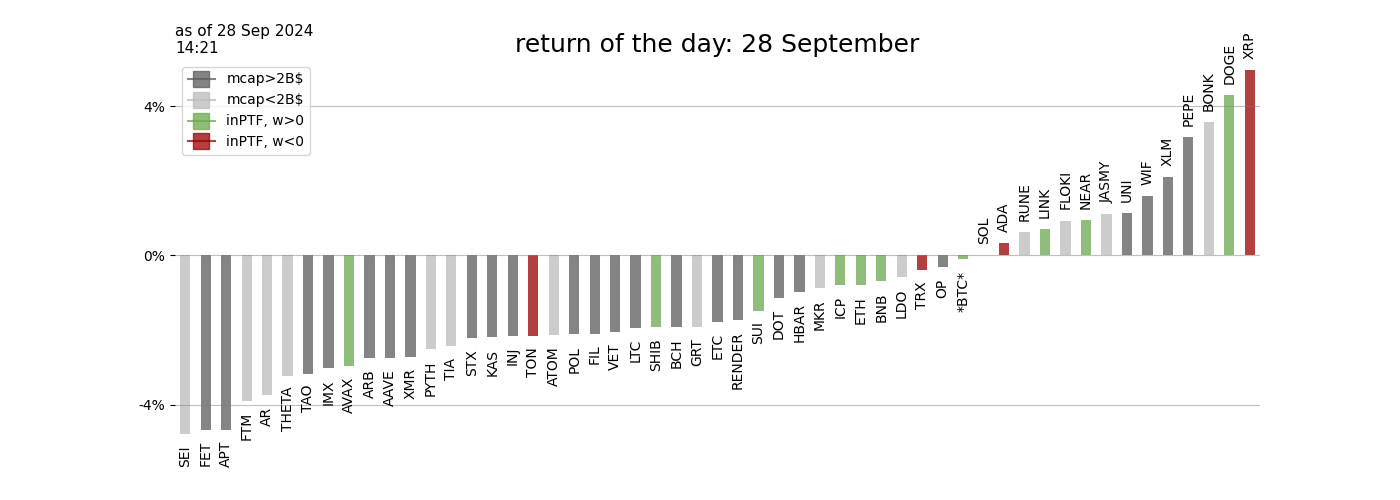 as of 28 Sep 2024
14:21
return of the day: 28 September
mcap>2B$
mcap<2B$
inPTF, w>0
inPTF, w<0
4%
0%
-4%
SEI
FET
APT
FTM
AR
THETA
TAO
IMX
AVAX
ARB
AAVE
XMR
PYTH
TIA
STX
KAS
INJ
TON
ATOM
POL
FIL
VET
LTC
SHIB
BCH
GRT
ETC
RENDER
SUI
DOT
HBAR
MKR
ICP
ETH
BNB
LDO
TRX
OP
*BTC*
SOL
ADA
RUNE
LINK
FLOKI
NEAR
JASMY
UNI
WIF
XLM
PEPE
BONK
DOGE
XRP